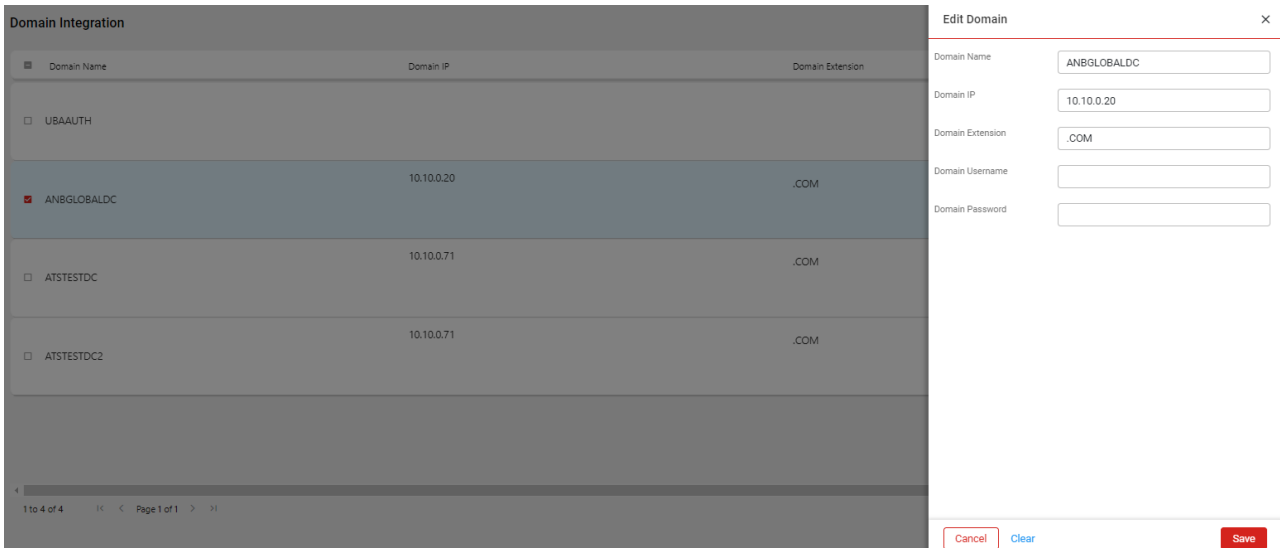 Domain Integration
Domain Name Domain IP Domain Extension
UBAAUTH
ANBGLOBALDC 10.10.0.20 .COM
ATSTESTDC 10.10.0.71 .COM
ATSTESTDC2 10.10.0.71 .COM
1 to 4 of 4 Page 1 of 1
Edit Domain
Domain Name ANBGLOBALDC
Domain IP 10.10.0.20
Domain Extension .COM
Domain Username
Domain Password
Cancel Clear Save